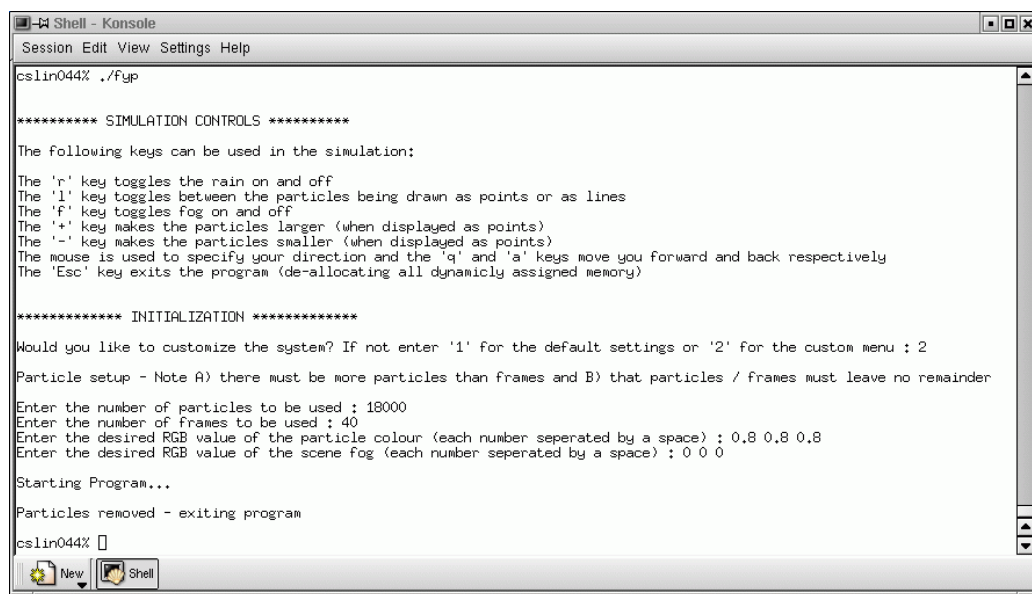 Shell - Konsole
Session Edit View Settings Help
cslin044% ./fyp
********** SIMULATION CONTROLS **********
The following keys can be used in the simulation:
The 'r' key toggles the rain on and off
The 'l' key toggles between the particles being drawn as points or as lines
The 'f' key toggles fog on and off
The '+' key makes the particles larger (when displayed as points)
The '-' key makes the particles smaller (when displayed as points)
The mouse is used to specify your direction and the 'q' and 'a' keys move you forward and back respectively
The 'Esc' key exits the program (de-allocating all dynamicly assigned memory)
************* INITIALIZATION *************
Would you like to customize the system? If not enter '1' for the default settings or '2' for the custom menu : 2
Particle setup - Note A) there must be more particles than frames and B) that particles / frames must leave no remainder
Enter the number of particles to be used : 18000
Enter the number of frames to be used : 40
Enter the desired RGB value of the particle colour (each number seperated by a space) : 0.8 0.8 0.8
Enter the desired RGB value of the scene fog (each number seperated by a space) : 0 0 0
Starting Program...
Particles removed - exiting program
cslin044%
New Shell